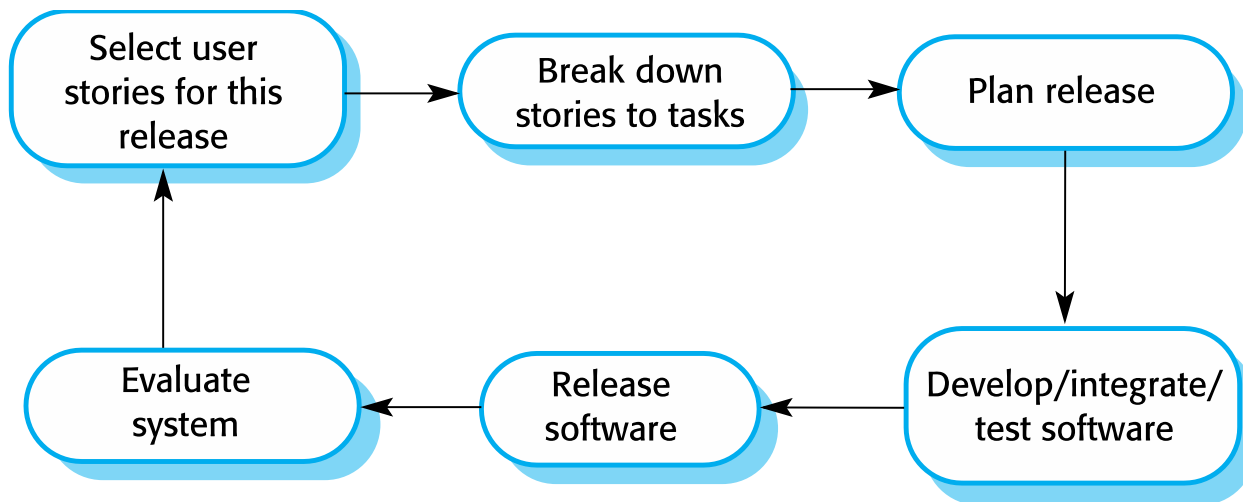 Select user
stories for this
release
Break down
stories to tasks
Plan release
Develop/integrate/
test software
Release
software
Evaluate
system